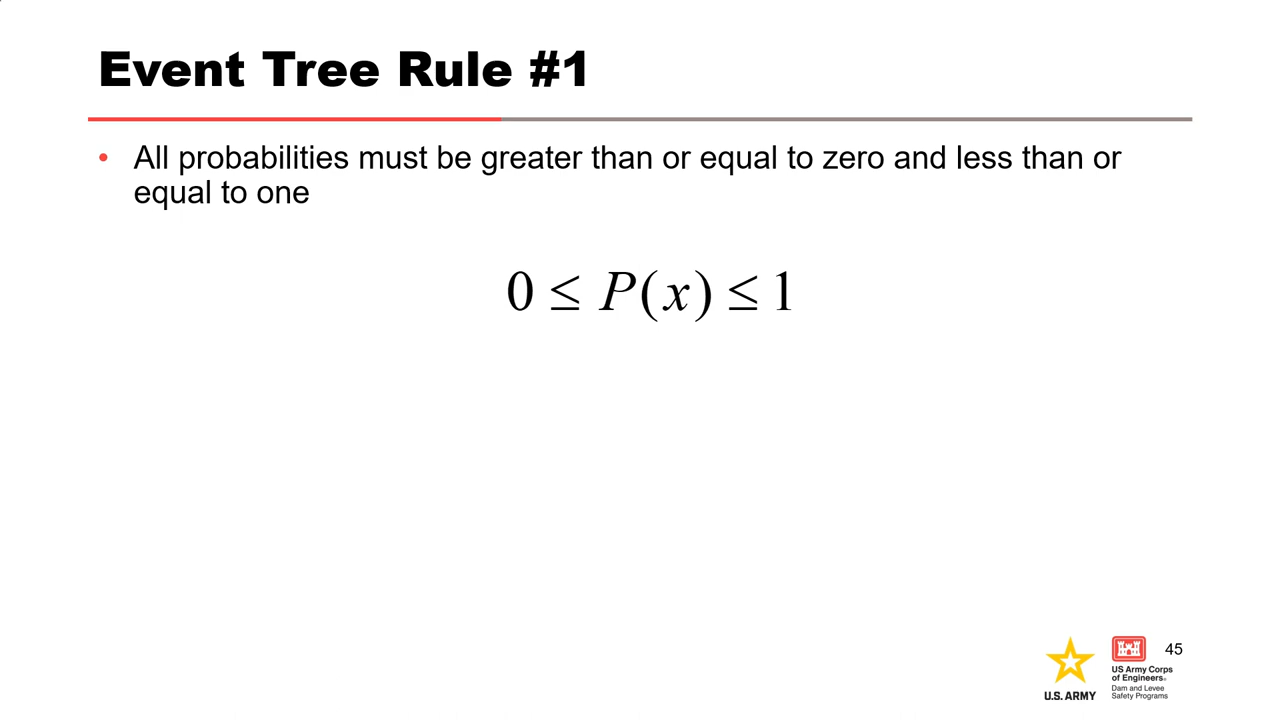 Event Tree Rule #1
• All probabilities must be greater than or equal to zero and less than or
equal to one
0 ≤ P(x) ≤ 1
45
U.S. ARMY
US Army Corps
of Engineers®
Dam and Levee
Safety Programs